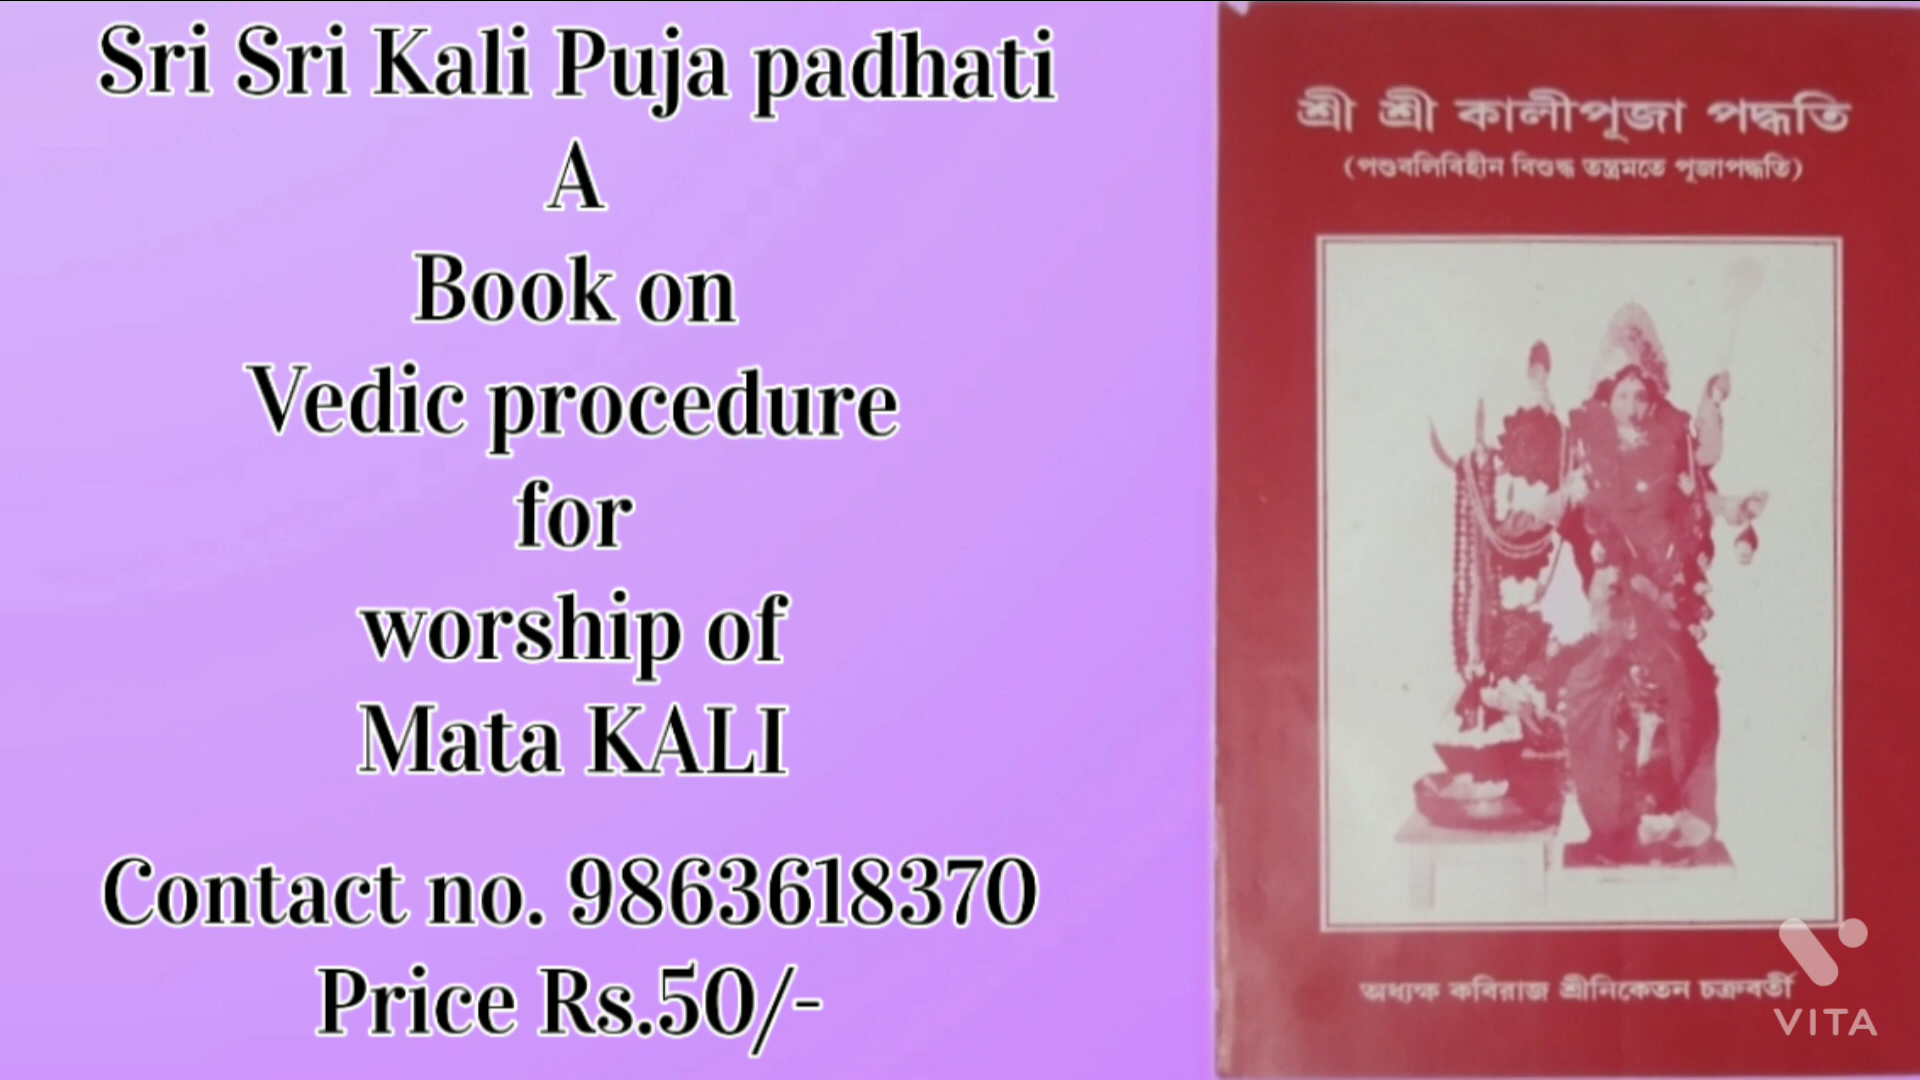 Sri Sri Kali Puja padhati
A
Book on
Vedic procedure
for
worship of
Mata KALI
Contact no. 9863618370
Price Rs.50/-
শ্রী শ্রী কালীপূজা পদ্ধতি
(পশুবলিবিহীন বিশুদ্ধ তন্ত্রমতে পূজাপদ্ধতি)
অধ্যক্ষ কবিরাজ শ্রীনিকেতন চক্রবর্তী
VITA